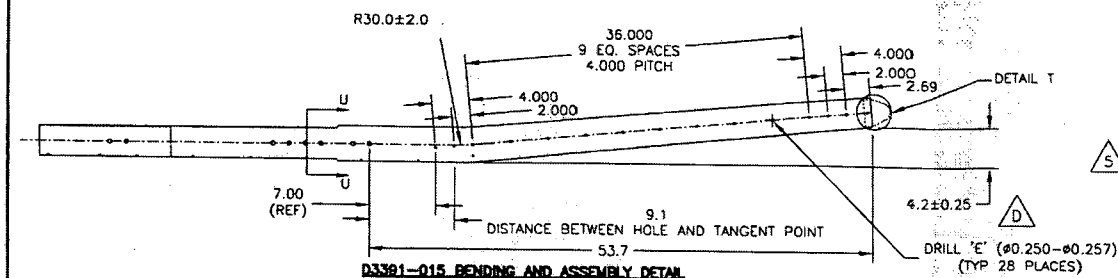 R30.0±2.0
36.000
9 EQ. SPACES
4.000 PITCH
4.000
2.000
2.69
DETAIL T
U
4.000
2.000
S
U
7.00
(REF)
9.1
DISTANCE BETWEEN HOLE AND TANGENT POINT
53.7
4.2±0.25
D
DRILL 'E' (ø0.250-ø0.257)
(TYP 28 PLACES)
D3391-015 BENDING AND ASSEMBLY DETAIL